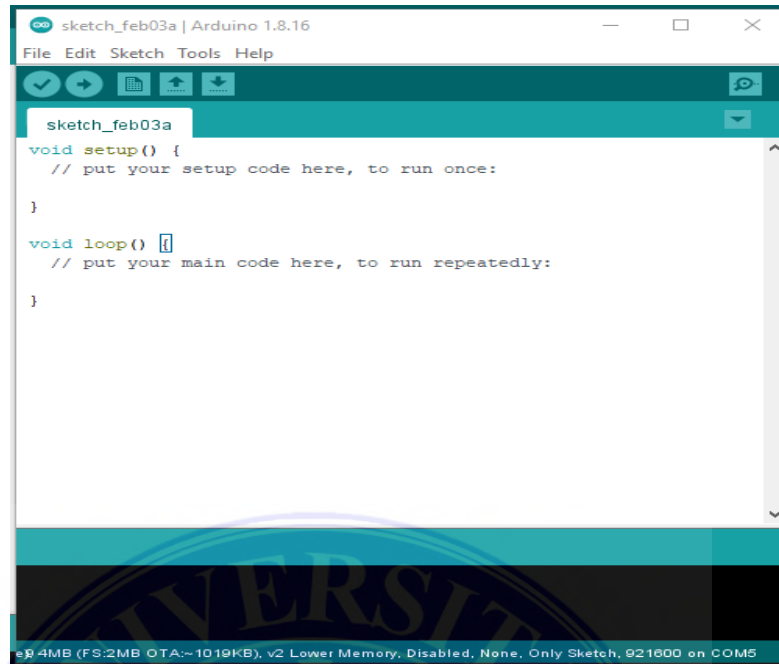 sketch_feb03a | Arduino 1.8.16
File Edit Sketch Tools Help
sketch_feb03a
void setup() {
// put your setup code here, to run once:
}
void loop() {
// put your main code here, to run repeatedly:
}
UNIVERSIT
4MB (FS:2MB OTA:~1019KB), v2 Lower Memory, Disabled, None, Only Sketch, 921600 on COM5